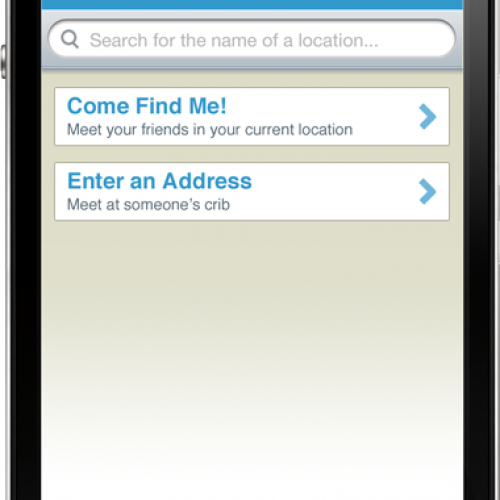 Search for the name of a location...
Come Find Me!
Meet your friends in your current location
Enter an Address
Meet at someone's crib